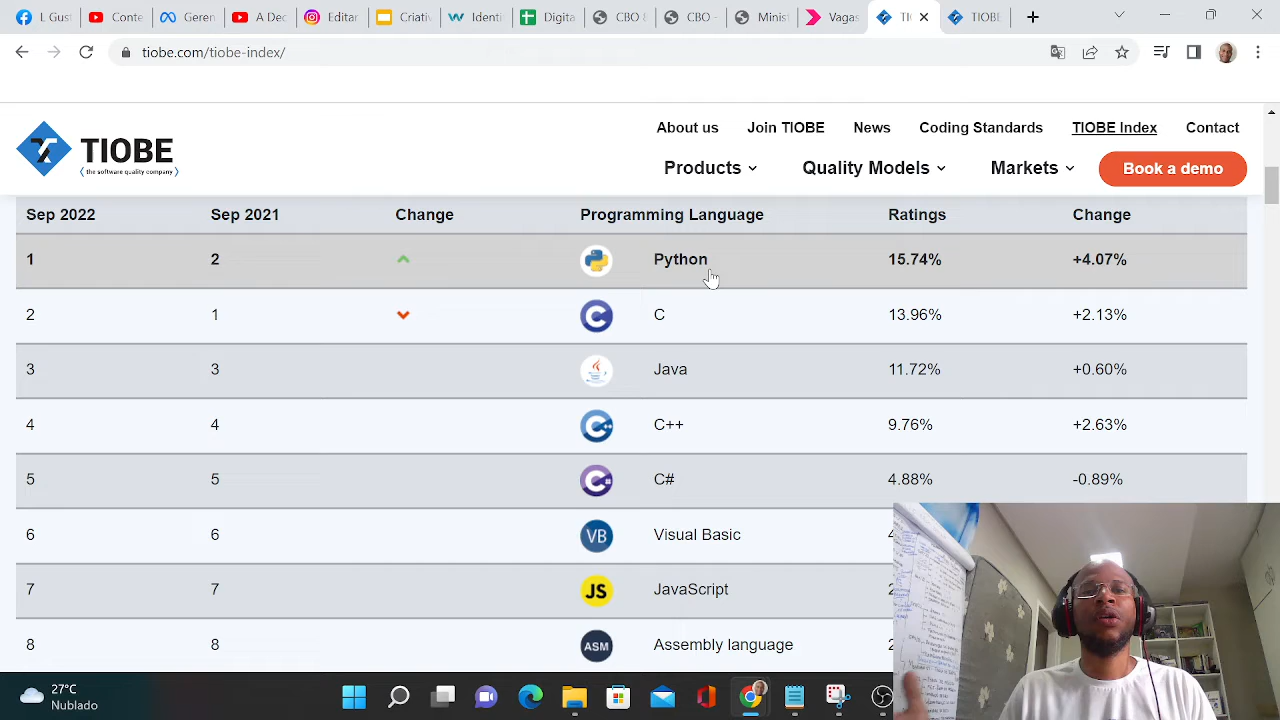 L Gust
Conte
Geren
A Dec
Editar
Criativ
Identi
Digita
CBO
CBO -
Minist
Vagas
TIOBE
tiobe.com/tiobe-index/
TIOBE
(the software quality company)
About us
Join TIOBE
News
Coding Standards
TIOBE Index
Contact
Products
Quality Models
Markets
Book a demo
Sep 2022 Sep 2021 Change Programming Language Ratings Change
1 2 Python 15.74% +4.07%
2 1 C 13.96% +2.13%
3 3 Java 11.72% +0.60%
4 4 C++ 9.76% +2.63%
5 5 C# 4.88% -0.89%
6 6 VB Visual Basic
7 7 JS JavaScript
8 8 ASM Assembly language
27°C
Nublado